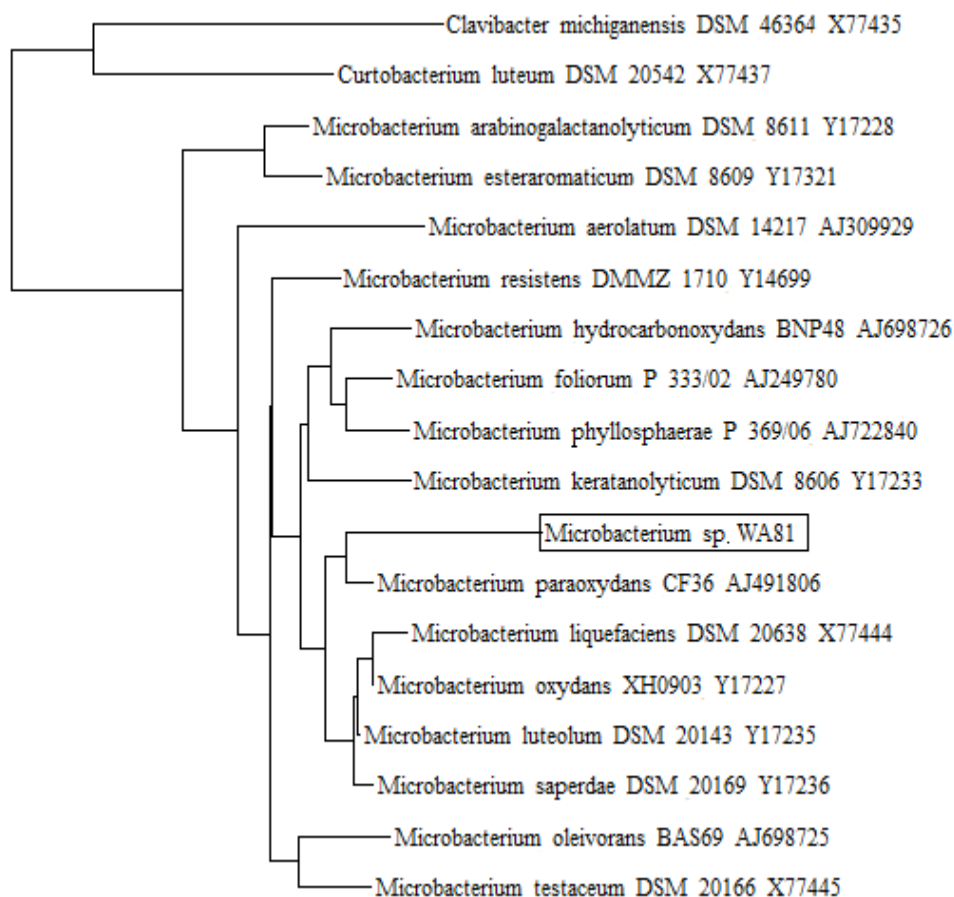 Clavibacter michiganensis DSM 46364 X77435
Curtobacterium luteum DSM 20542 X77437
Microbacterium arabinogalactanolyticum DSM 8611 Y17228
Microbacterium esteraromaticum DSM 8609 Y17321
Microbacterium aerolatum DSM 14217 AJ309929
Microbacterium resistens DMMZ 1710 Y14699
Microbacterium hydrocarbonoxydans BNP48 AJ698726
Microbacterium foliorum P 333/02 AJ249780
Microbacterium phyllosphaerae P 369/06 AJ722840
Microbacterium keratanolyticum DSM 8606 Y17233
Microbacterium sp. WA81
Microbacterium paraoxydans CF36 AJ491806
Microbacterium liquefaciens DSM 20638 X77444
Microbacterium oxydans XH0903 Y17227
Microbacterium luteolum DSM 20143 Y17235
Microbacterium saperdae DSM 20169 Y17236
Microbacterium oleivorans BAS69 AJ698725
Microbacterium testaceum DSM 20166 X77445